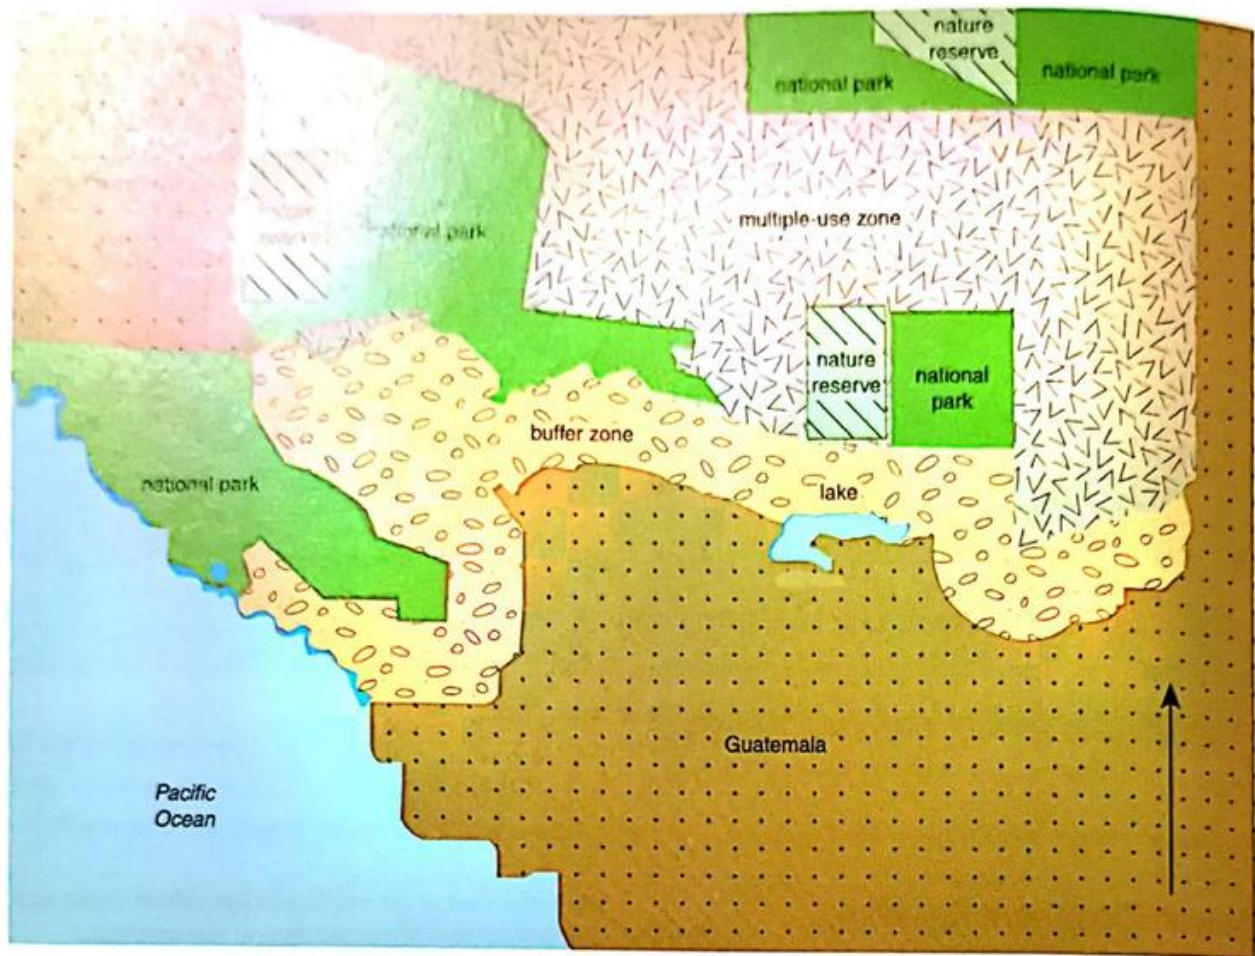 nature
reserve
national park
national park
multiple-use zone
reserve
national park
nature
reserve
national
park
buffer zone
national park
lake
Guatemala
Pacific
Ocean